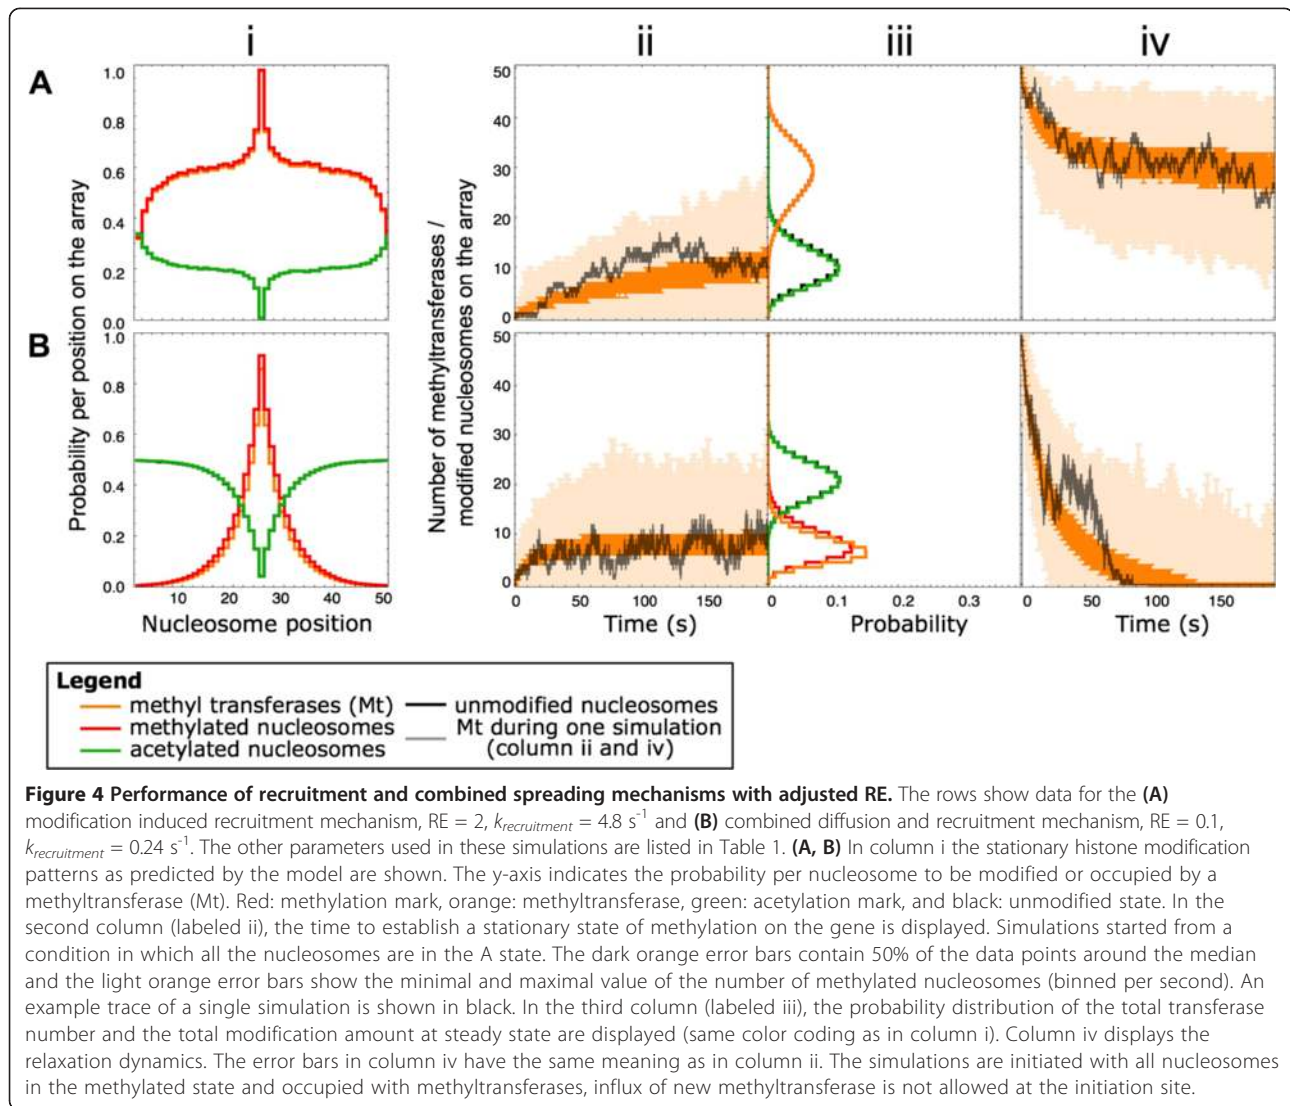 i ii iii iv
A
1.0
0.8
0.6
0.4
0.2
0.0
50
40
30
20
10
0
B
1.0
0.8
0.6
0.4
0.2
0.0
50
40
30
20
10
0
Probability per position on the array
Number of methyltransferases /
modified nucleosomes on the array
10 20 30 40 50
0 50 100 150
0 0.1 0.2 0.3
0 50 100 150
Nucleosome position Time (s) Probability Time (s)
Legend
methyl transferases (Mt)
methylated nucleosomes
acetylated nucleosomes
unmodified nucleosomes
Mt during one simulation
(column ii and iv)
Figure 4 Performance of recruitment and combined spreading mechanisms with adjusted RE. The rows show data for the (A)
modification induced recruitment mechanism, RE = 2, k_recruitment = 4.8 s⁻¹ and (B) combined diffusion and recruitment mechanism, RE = 0.1,
k_recruitment = 0.24 s⁻¹. The other parameters used in these simulations are listed in Table 1. (A, B) In column i the stationary histone modification
patterns as predicted by the model are shown. The y-axis indicates the probability per nucleosome to be modified or occupied by a
methyltransferase (Mt). Red: methylation mark, orange: methyltransferase, green: acetylation mark, and black: unmodified state. In the
second column (labeled ii), the time to establish a stationary state of methylation on the gene is displayed. Simulations started from a
condition in which all the nucleosomes are in the A state. The dark orange error bars contain 50% of the data points around the median
and the light orange error bars show the minimal and maximal value of the number of methylated nucleosomes (binned per second). An
example trace of a single simulation is shown in black. In the third column (labeled iii), the probability distribution of the total transferase
number and the total modification amount at steady state are displayed (same color coding as in column i). Column iv displays the
relaxation dynamics. The error bars in column iv have the same meaning as in column ii. The simulations are initiated with all nucleosomes
in the methylated state and occupied with methyltransferases, influx of new methyltransferase is not allowed at the initiation site.